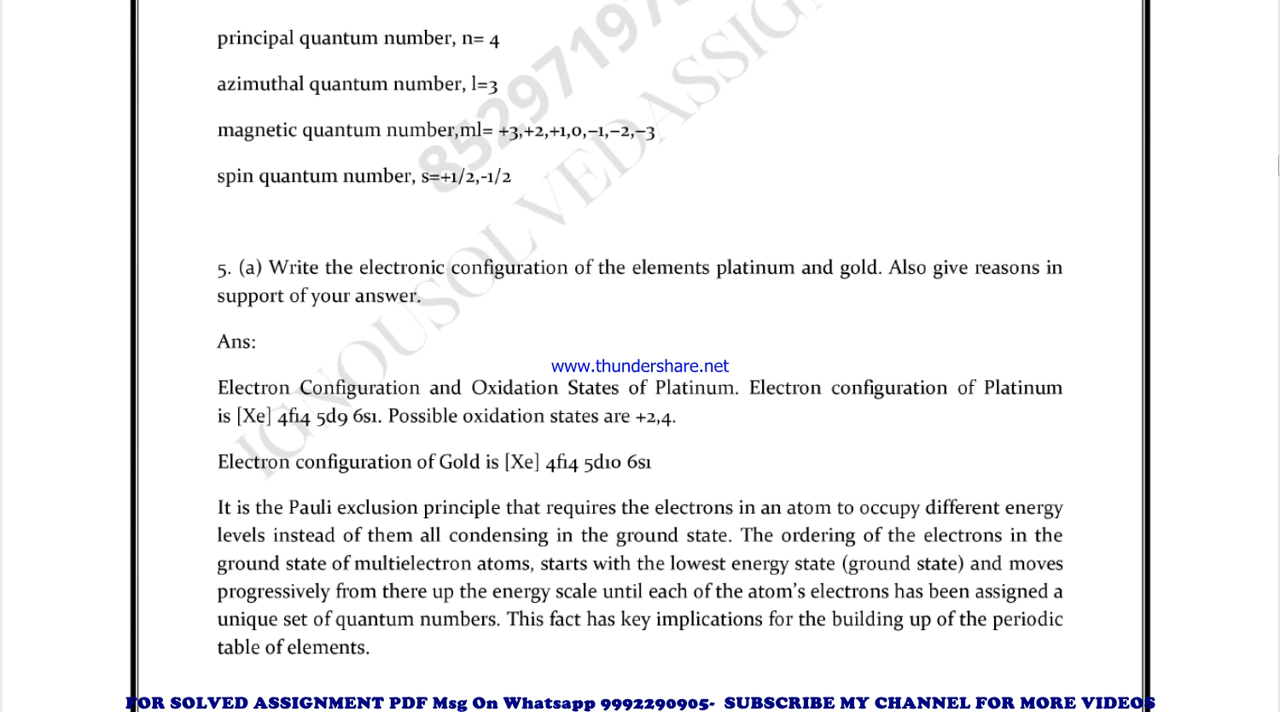 principal quantum number, n= 4
azimuthal quantum number, l=3
magnetic quantum number,ml= +3,+2,+1,0,−1,−2,−3
spin quantum number, s=+1/2,-1/2
5. (a) Write the electronic configuration of the elements platinum and gold. Also give reasons in
support of your answer.
Ans:
www.thundershare.net
Electron Configuration and Oxidation States of Platinum. Electron configuration of Platinum
is [Xe] 4f14 5d9 6s1. Possible oxidation states are +2,4.
Electron configuration of Gold is [Xe] 4f14 5d10 6s1
It is the Pauli exclusion principle that requires the electrons in an atom to occupy different energy
levels instead of them all condensing in the ground state. The ordering of the electrons in the
ground state of multielectron atoms, starts with the lowest energy state (ground state) and moves
progressively from there up the energy scale until each of the atom's electrons has been assigned a
unique set of quantum numbers. This fact has key implications for the building up of the periodic
table of elements.
FOR SOLVED ASSIGNMENT PDF Msg On Whatsapp 9992290905- SUBSCRIBE MY CHANNEL FOR MORE VIDEOS